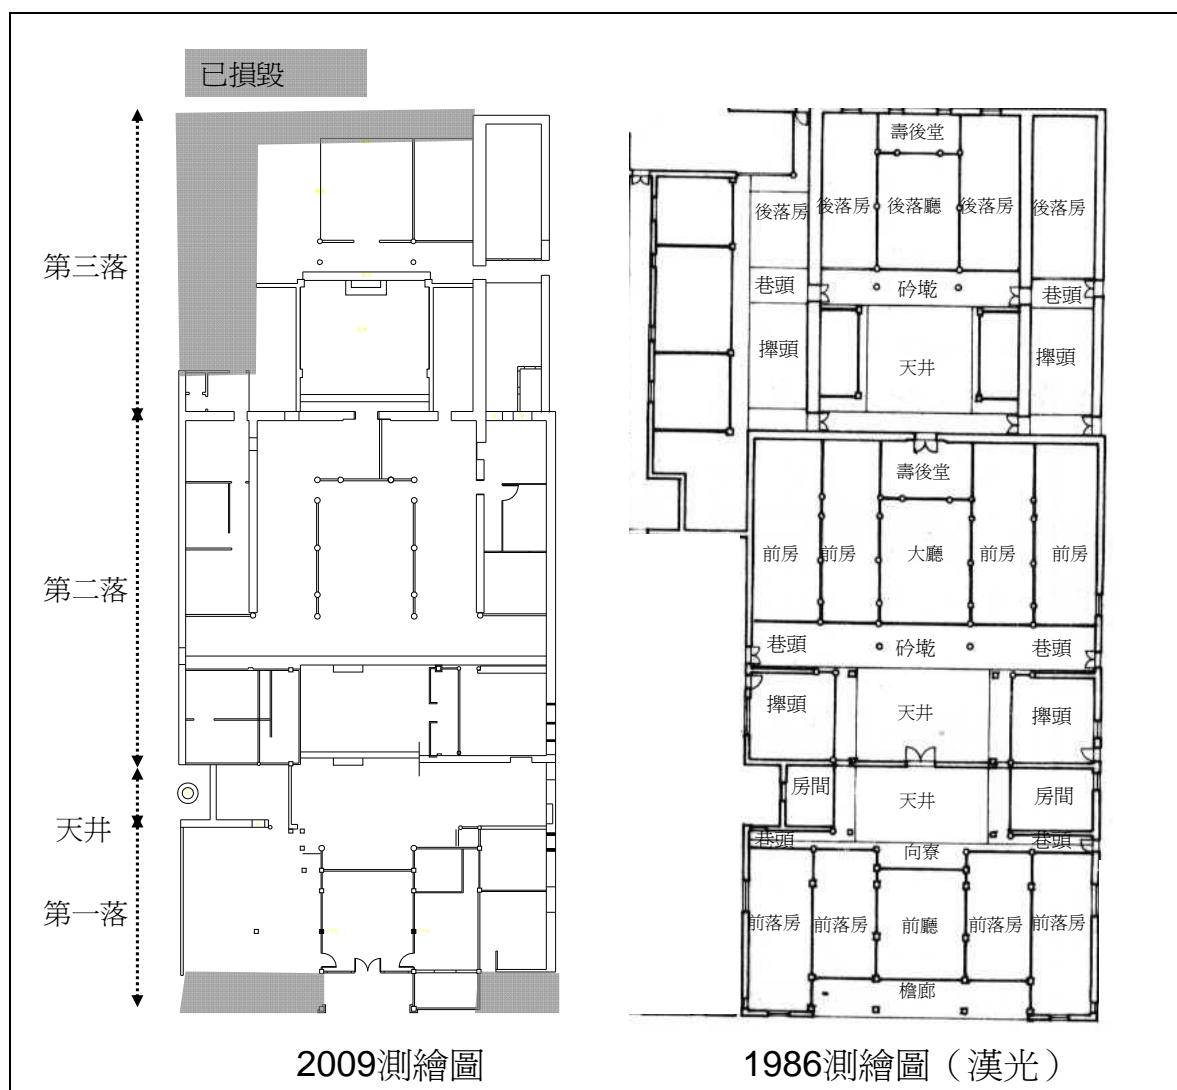 已損毀
第三落
第二落
天井
第一落
2009測繪圖
壽後堂
後落房 後落房 後落廳 後落房 後落房
巷頭 砛墘 巷頭
攑頭 天井 攑頭
壽後堂
前房 前房 大廳 前房 前房
巷頭 砛墘 巷頭
攑頭 天井 攑頭
房間 天井 房間
巷頭 向寮 巷頭
前落房 前落房 前廳 前落房 前落房
檐廊
1986測繪圖（漢光）